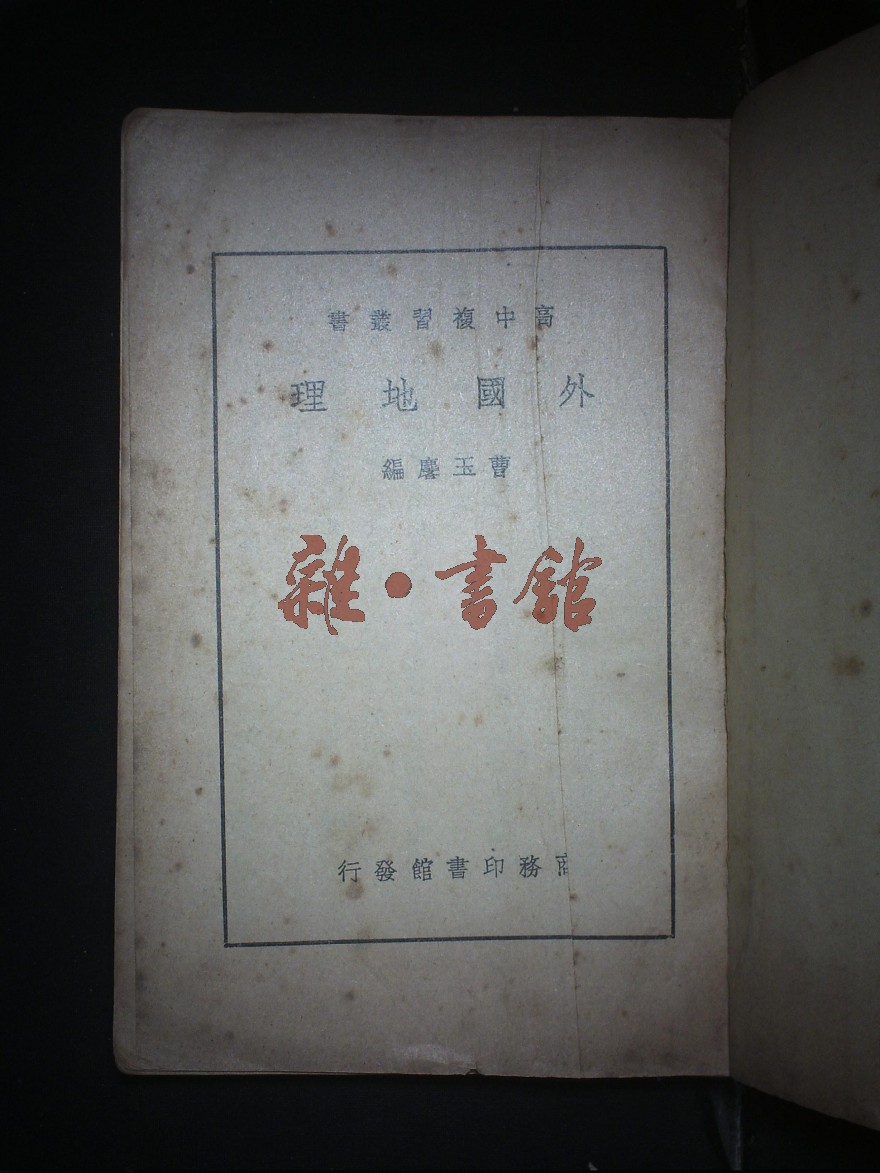 高中複習叢書
外國地理
曹玉麐編
雜·書館
商務印書館發行